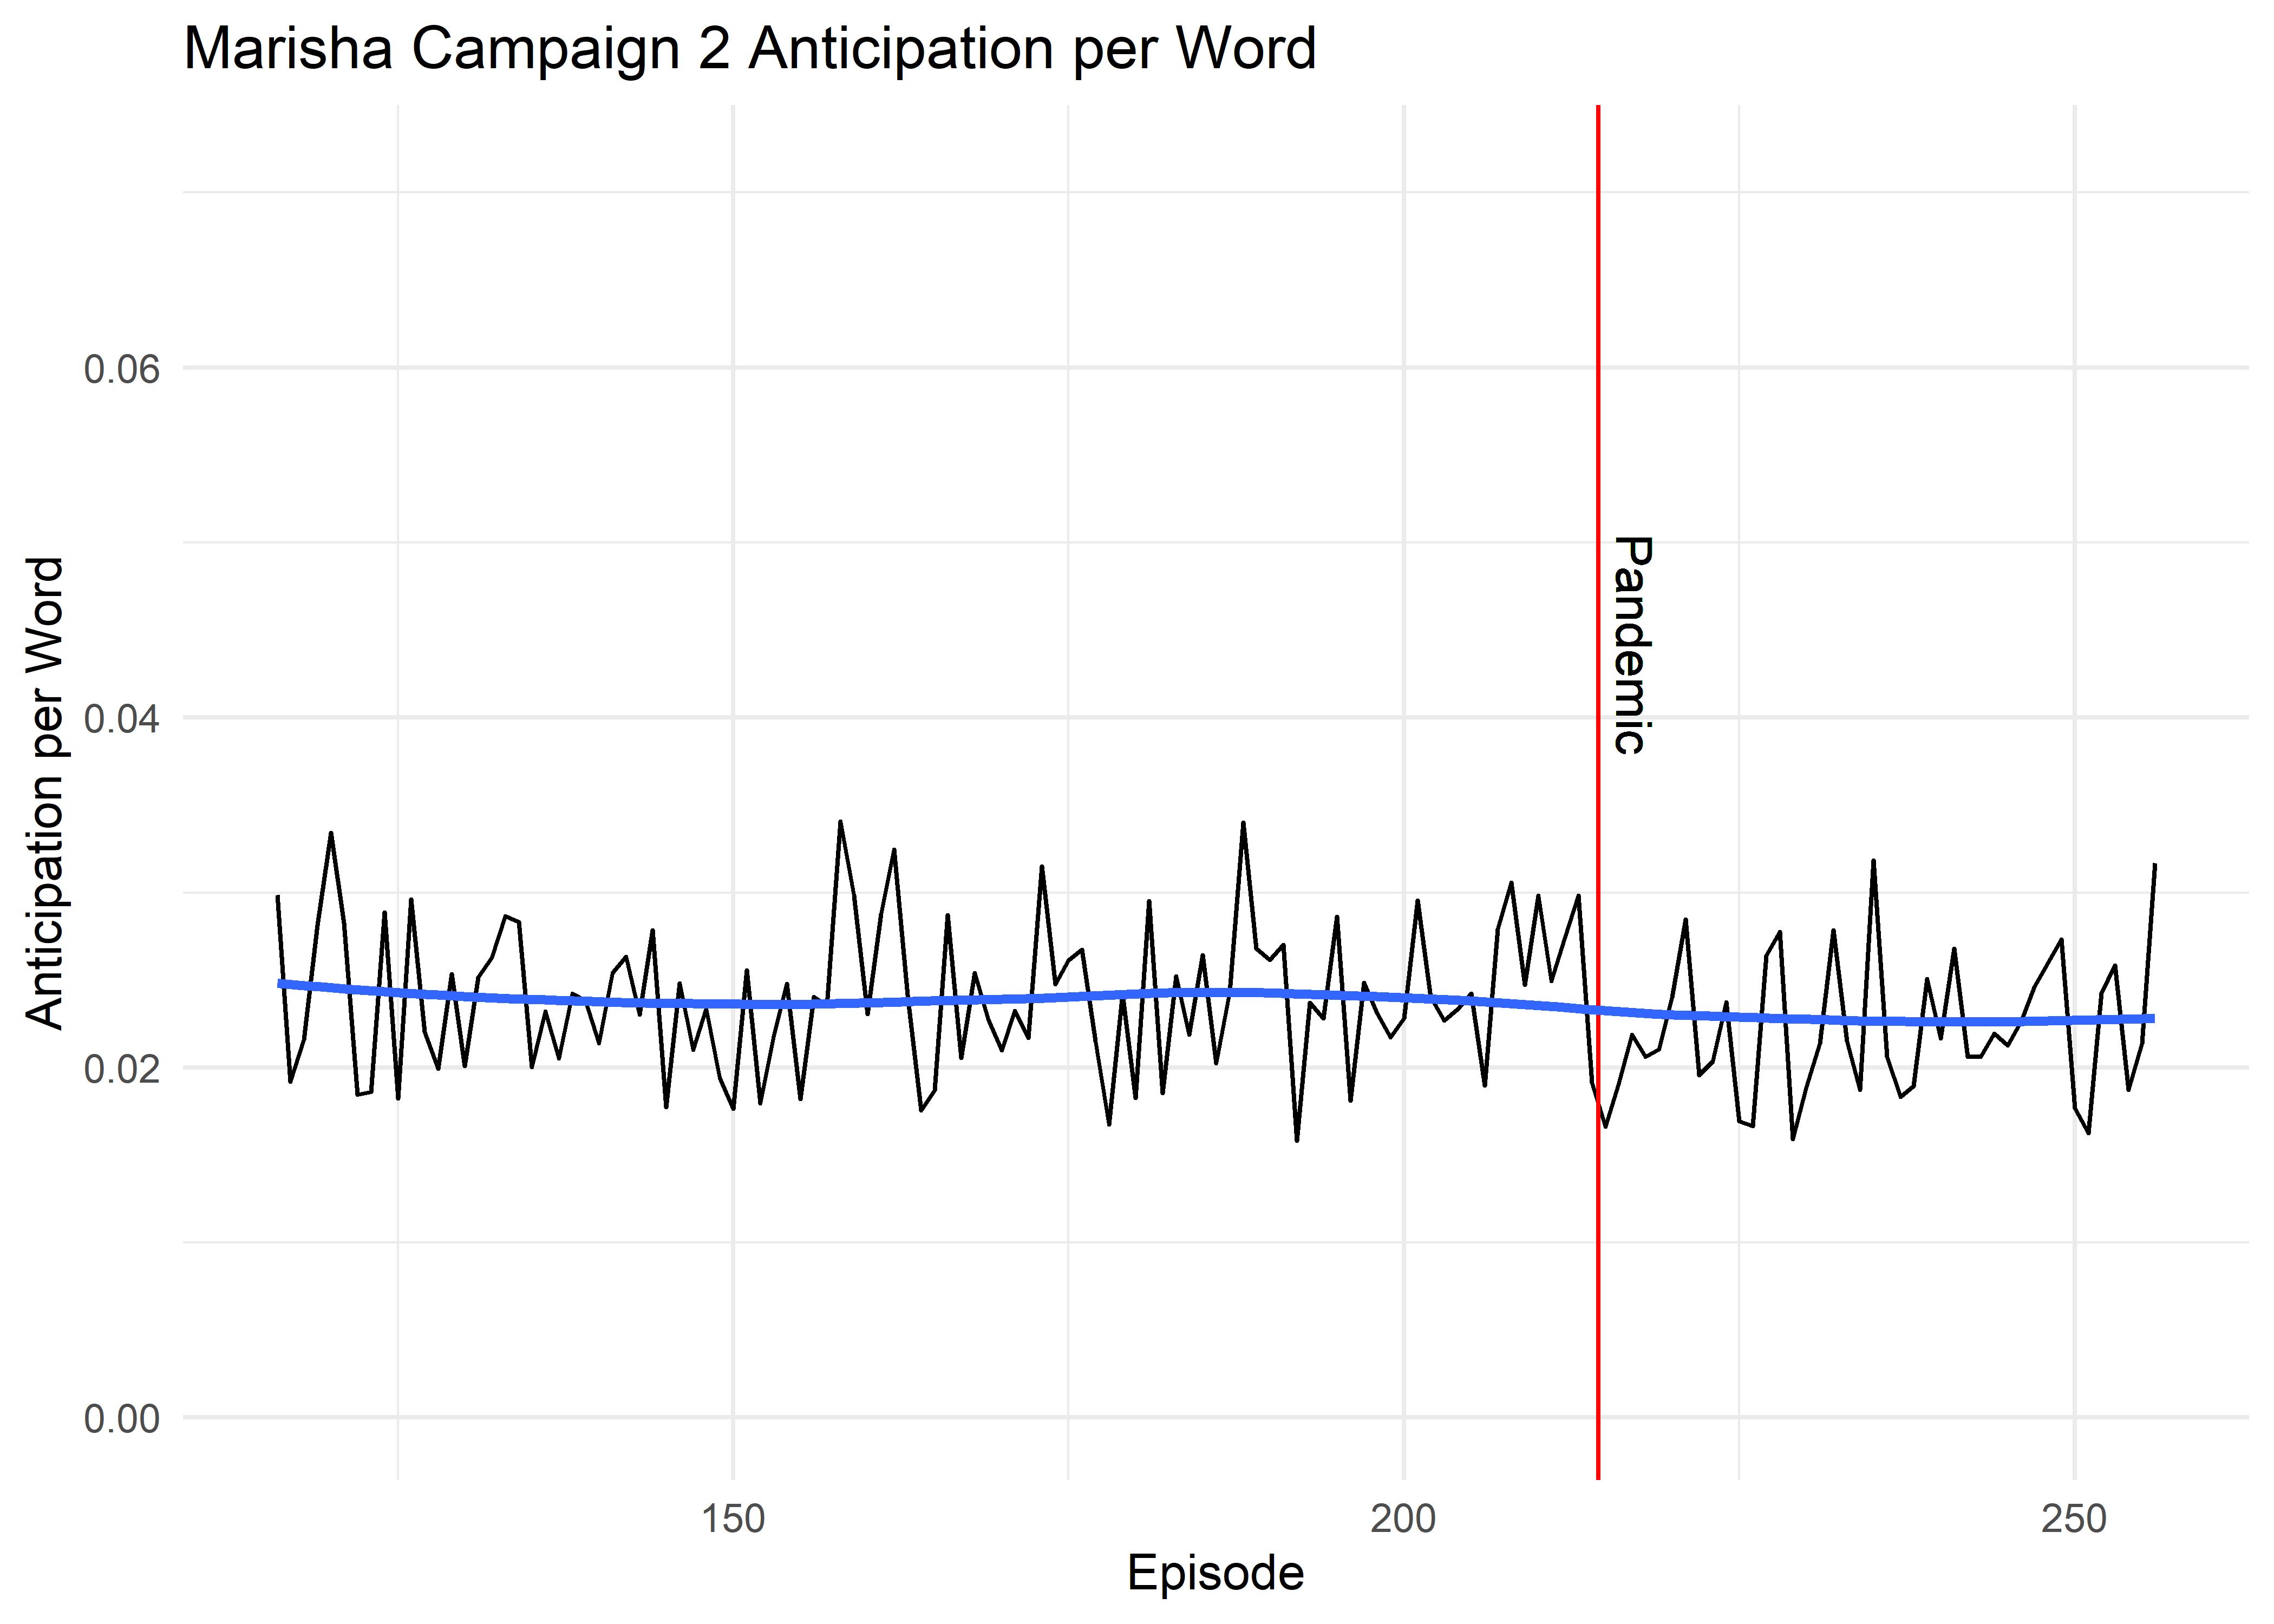 Marisha Campaign 2 Anticipation per Word
Anticipation per Word
0.06
0.04
0.02
0.00
Pandemic
150
200
250
Episode